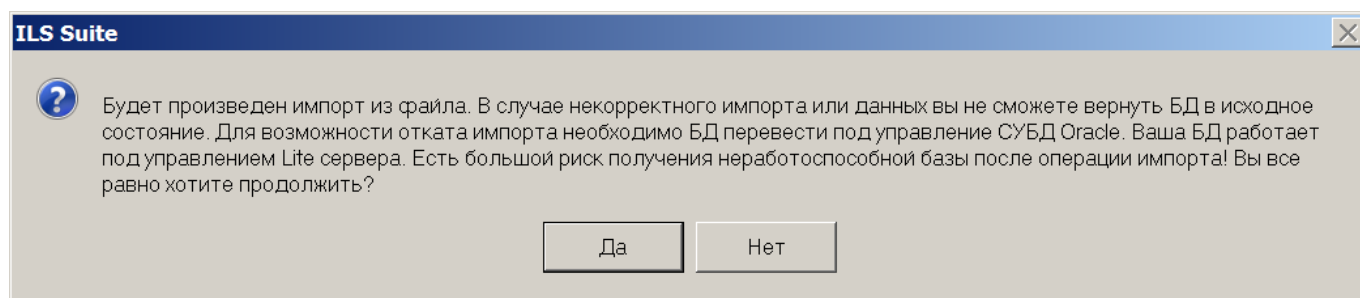 ILS Suite
Будет произведен импорт из файла. В случае некорректного импорта или данных вы не сможете вернуть БД в исходное
состояние. Для возможности отката импорта необходимо БД перевести под управление СУБД Oracle. Ваша БД работает
под управлением Lite сервера. Есть большой риск получения неработоспособной базы после операции импорта! Вы все
равно хотите продолжить?
Да
Нет